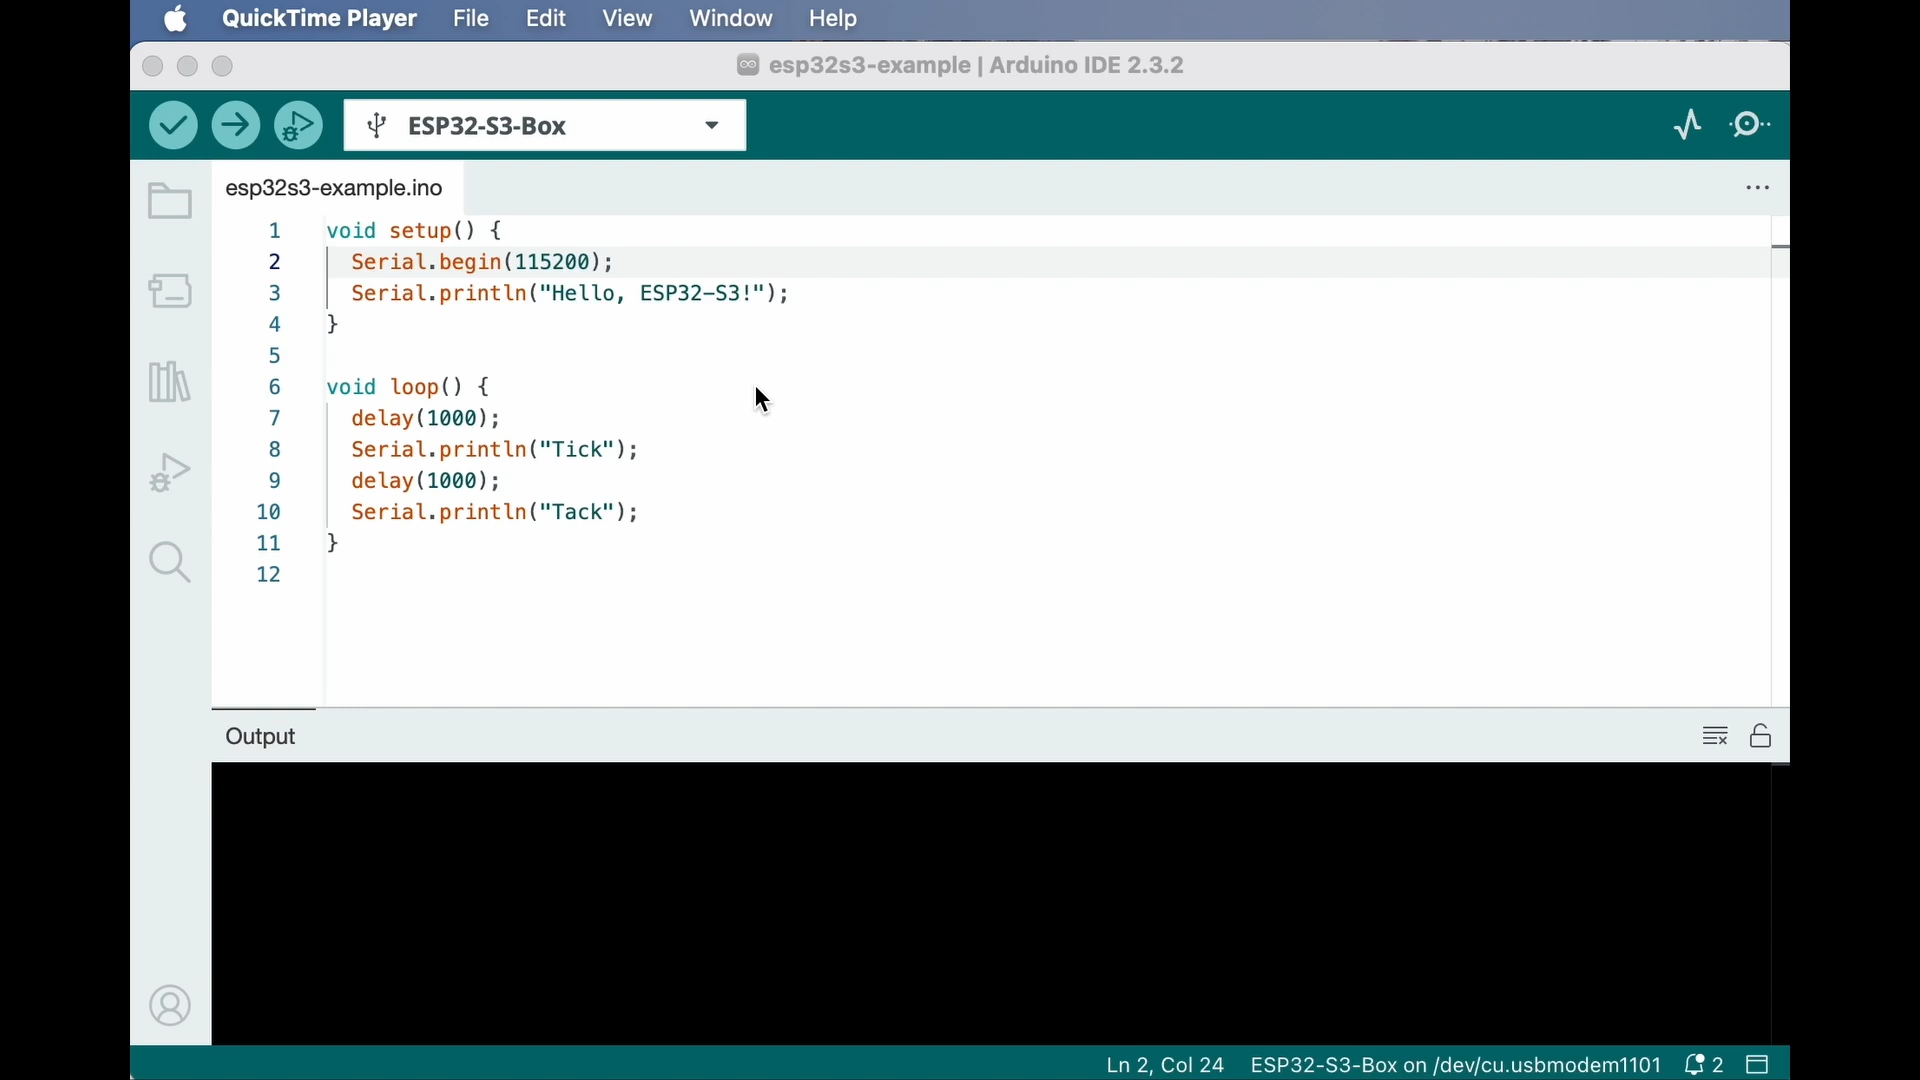 QuickTime Player File Edit View Window Help
esp32s3-example | Arduino IDE 2.3.2
ESP32-S3-Box
esp32s3-example.ino
1 void setup() {
2 Serial.begin(115200);
3 Serial.println("Hello, ESP32-S3!");
4 }
5
6 void loop() {
7 delay(1000);
8 Serial.println("Tick");
9 delay(1000);
10 Serial.println("Tack");
11 }
12
Output
Ln 2, Col 24 ESP32-S3-Box on /dev/cu.usbmodem1101 2